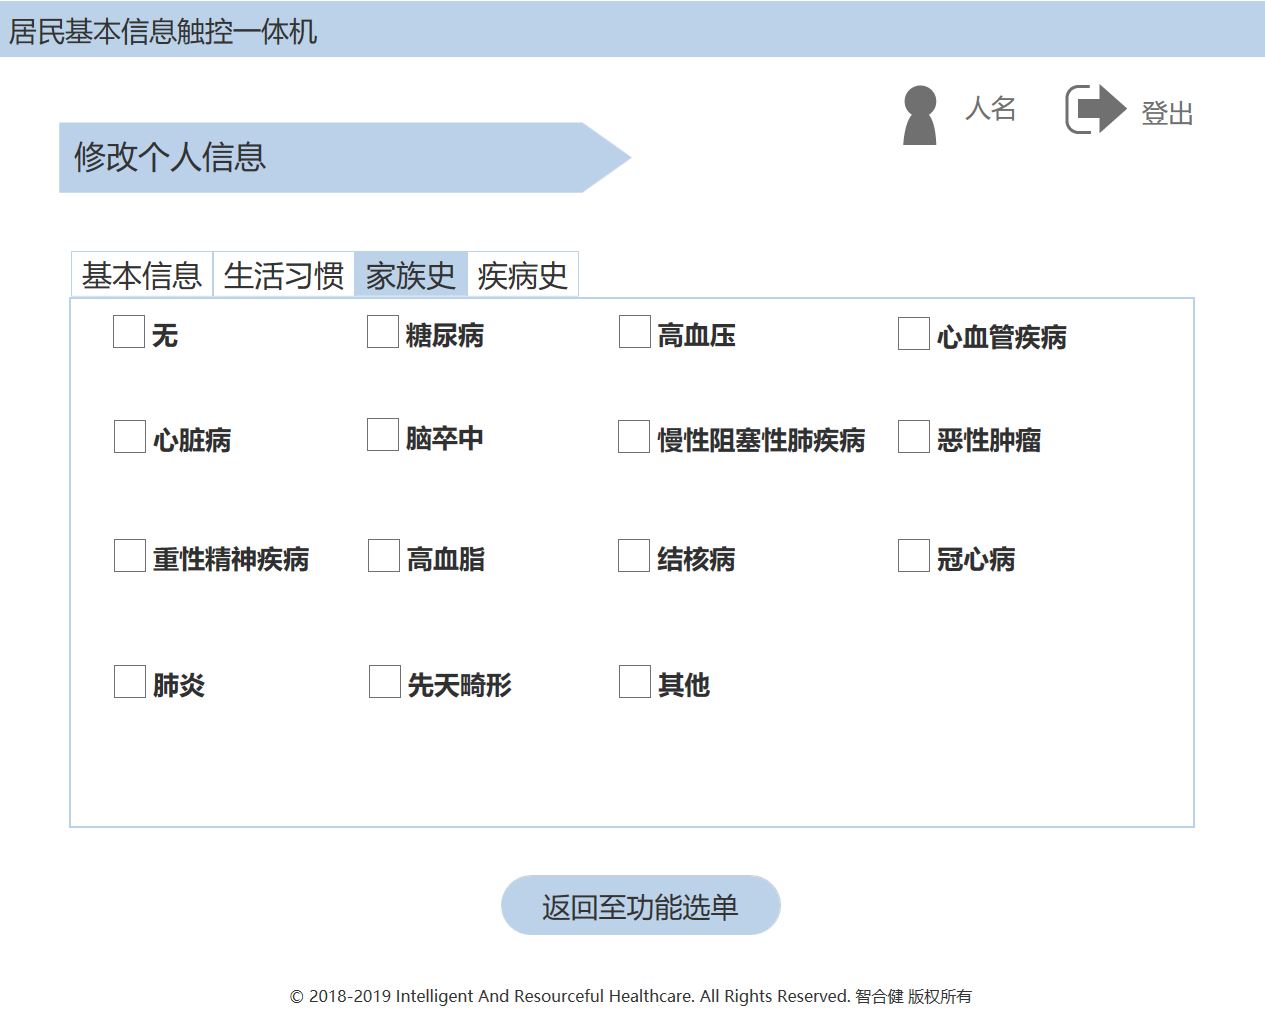 居民基本信息触控一体机
人名
登出
修改个人信息
基本信息 生活习惯 家族史 疾病史
无 糖尿病 高血压 心血管疾病
心脏病 脑卒中 慢性阻塞性肺疾病 恶性肿瘤
重性精神疾病 高血脂 结核病 冠心病
肺炎 先天畸形 其他
返回至功能选单
© 2018-2019 Intelligent And Resourceful Healthcare. All Rights Reserved. 智合健 版权所有